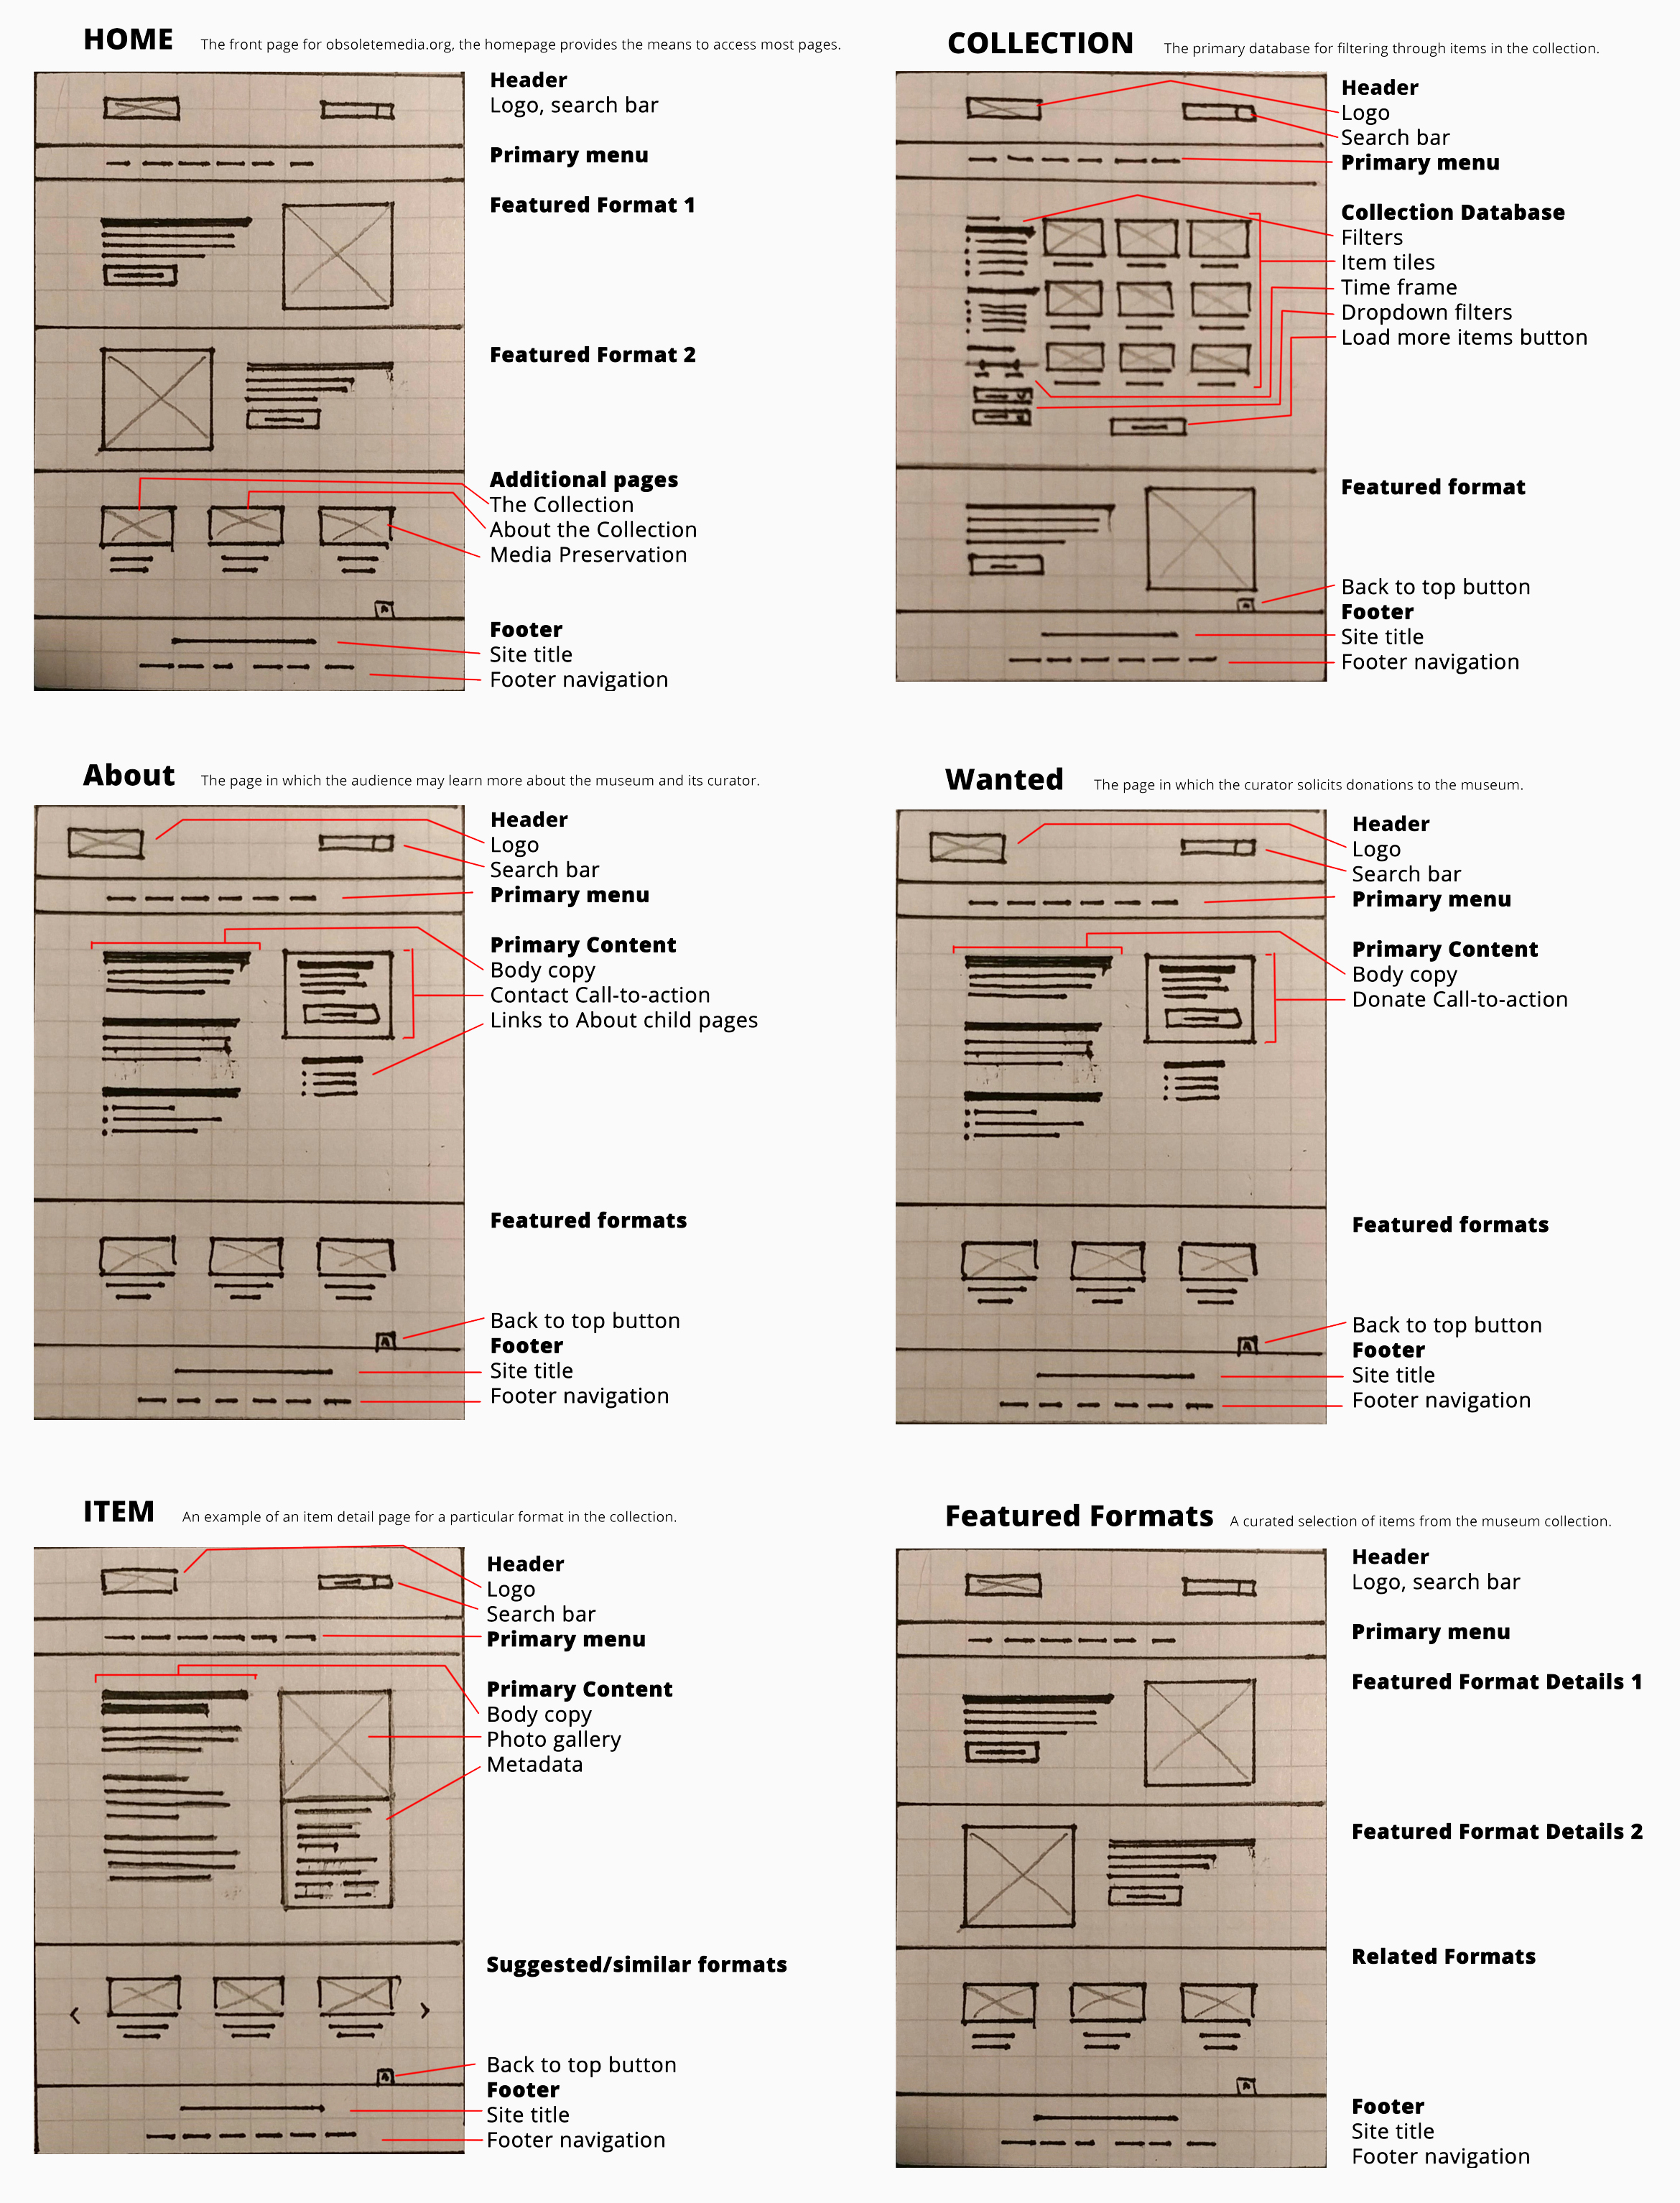 HOME The front page for obsoletemedia.org, the homepage provides the means to access most pages.
Header
Logo, search bar
Primary menu
Featured Format 1
Featured Format 2
Additional pages
The Collection
About the Collection
Media Preservation
Footer
Site title
Footer navigation
COLLECTION The primary database for filtering through items in the collection.
Header
Logo
Search bar
Primary menu
Collection Database
Filters
Item tiles
Time frame
Dropdown filters
Load more items button
Featured format
Back to top button
Footer
Site title
Footer navigation
About The page in which the audience may learn more about the museum and its curator.
Header
Logo
Search bar
Primary menu
Primary Content
Body copy
Contact Call-to-action
Links to About child pages
Featured formats
Back to top button
Footer
Site title
Footer navigation
Wanted The page in which the curator solicits donations to the museum.
Header
Logo
Search bar
Primary menu
Primary Content
Body copy
Donate Call-to-action
Featured formats
Back to top button
Footer
Site title
Footer navigation
ITEM An example of an item detail page for a particular format in the collection.
Header
Logo
Search bar
Primary menu
Primary Content
Body copy
Photo gallery
Metadata
Suggested/similar formats
Back to top button
Footer
Site title
Footer navigation
Featured Formats A curated selection of items from the museum collection.
Header
Logo, search bar
Primary menu
Featured Format Details 1
Featured Format Details 2
Related Formats
Footer
Site title
Footer navigation